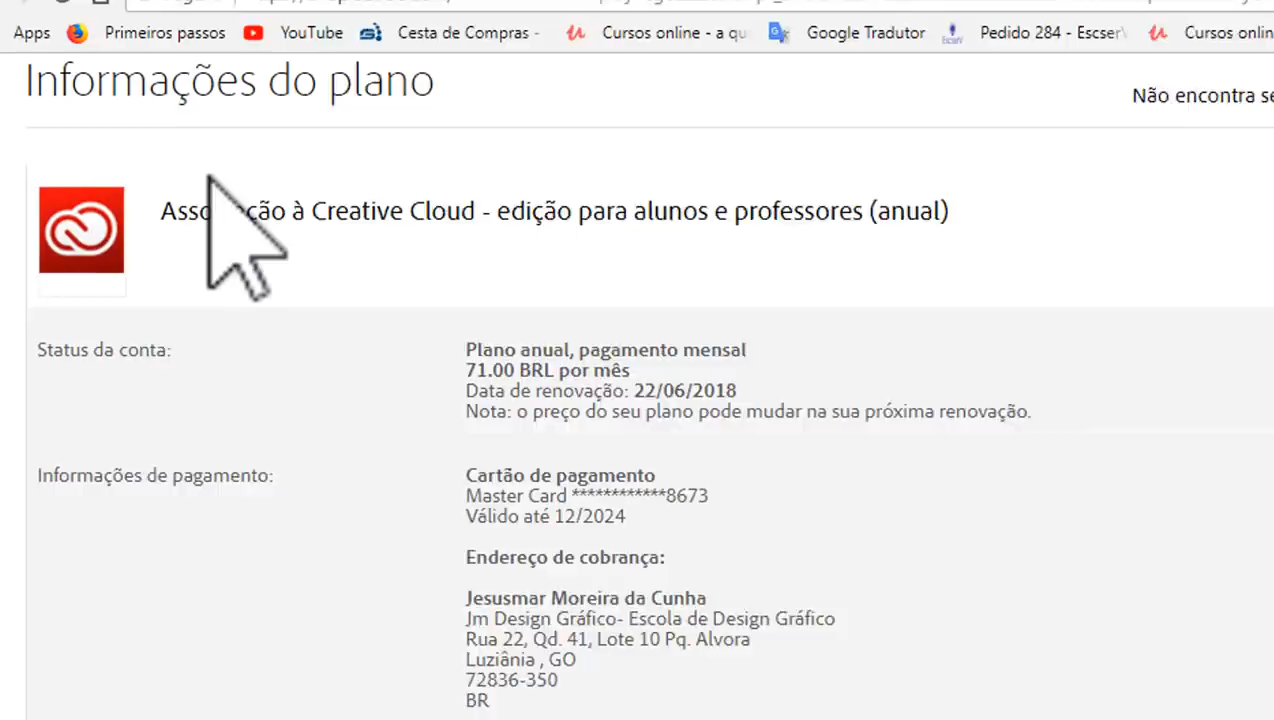 Apps Primeiros passos YouTube Cesta de Compras - Cursos online - a qu Google Tradutor Pedido 284 - Escser Cursos onlin
Informações do plano
Não encontra se
Asso ção à Creative Cloud - edição para alunos e professores (anual)
Status da conta:
Plano anual, pagamento mensal
71.00 BRL por mês
Data de renovação: 22/06/2018
Nota: o preço do seu plano pode mudar na sua próxima renovação.
Informações de pagamento:
Cartão de pagamento
Master Card ************8673
Válido até 12/2024
Endereço de cobrança:
Jesusmar Moreira da Cunha
Jm Design Gráfico- Escola de Design Gráfico
Rua 22, Qd. 41, Lote 10 Pq. Alvora
Luziânia , GO
72836-350
BR